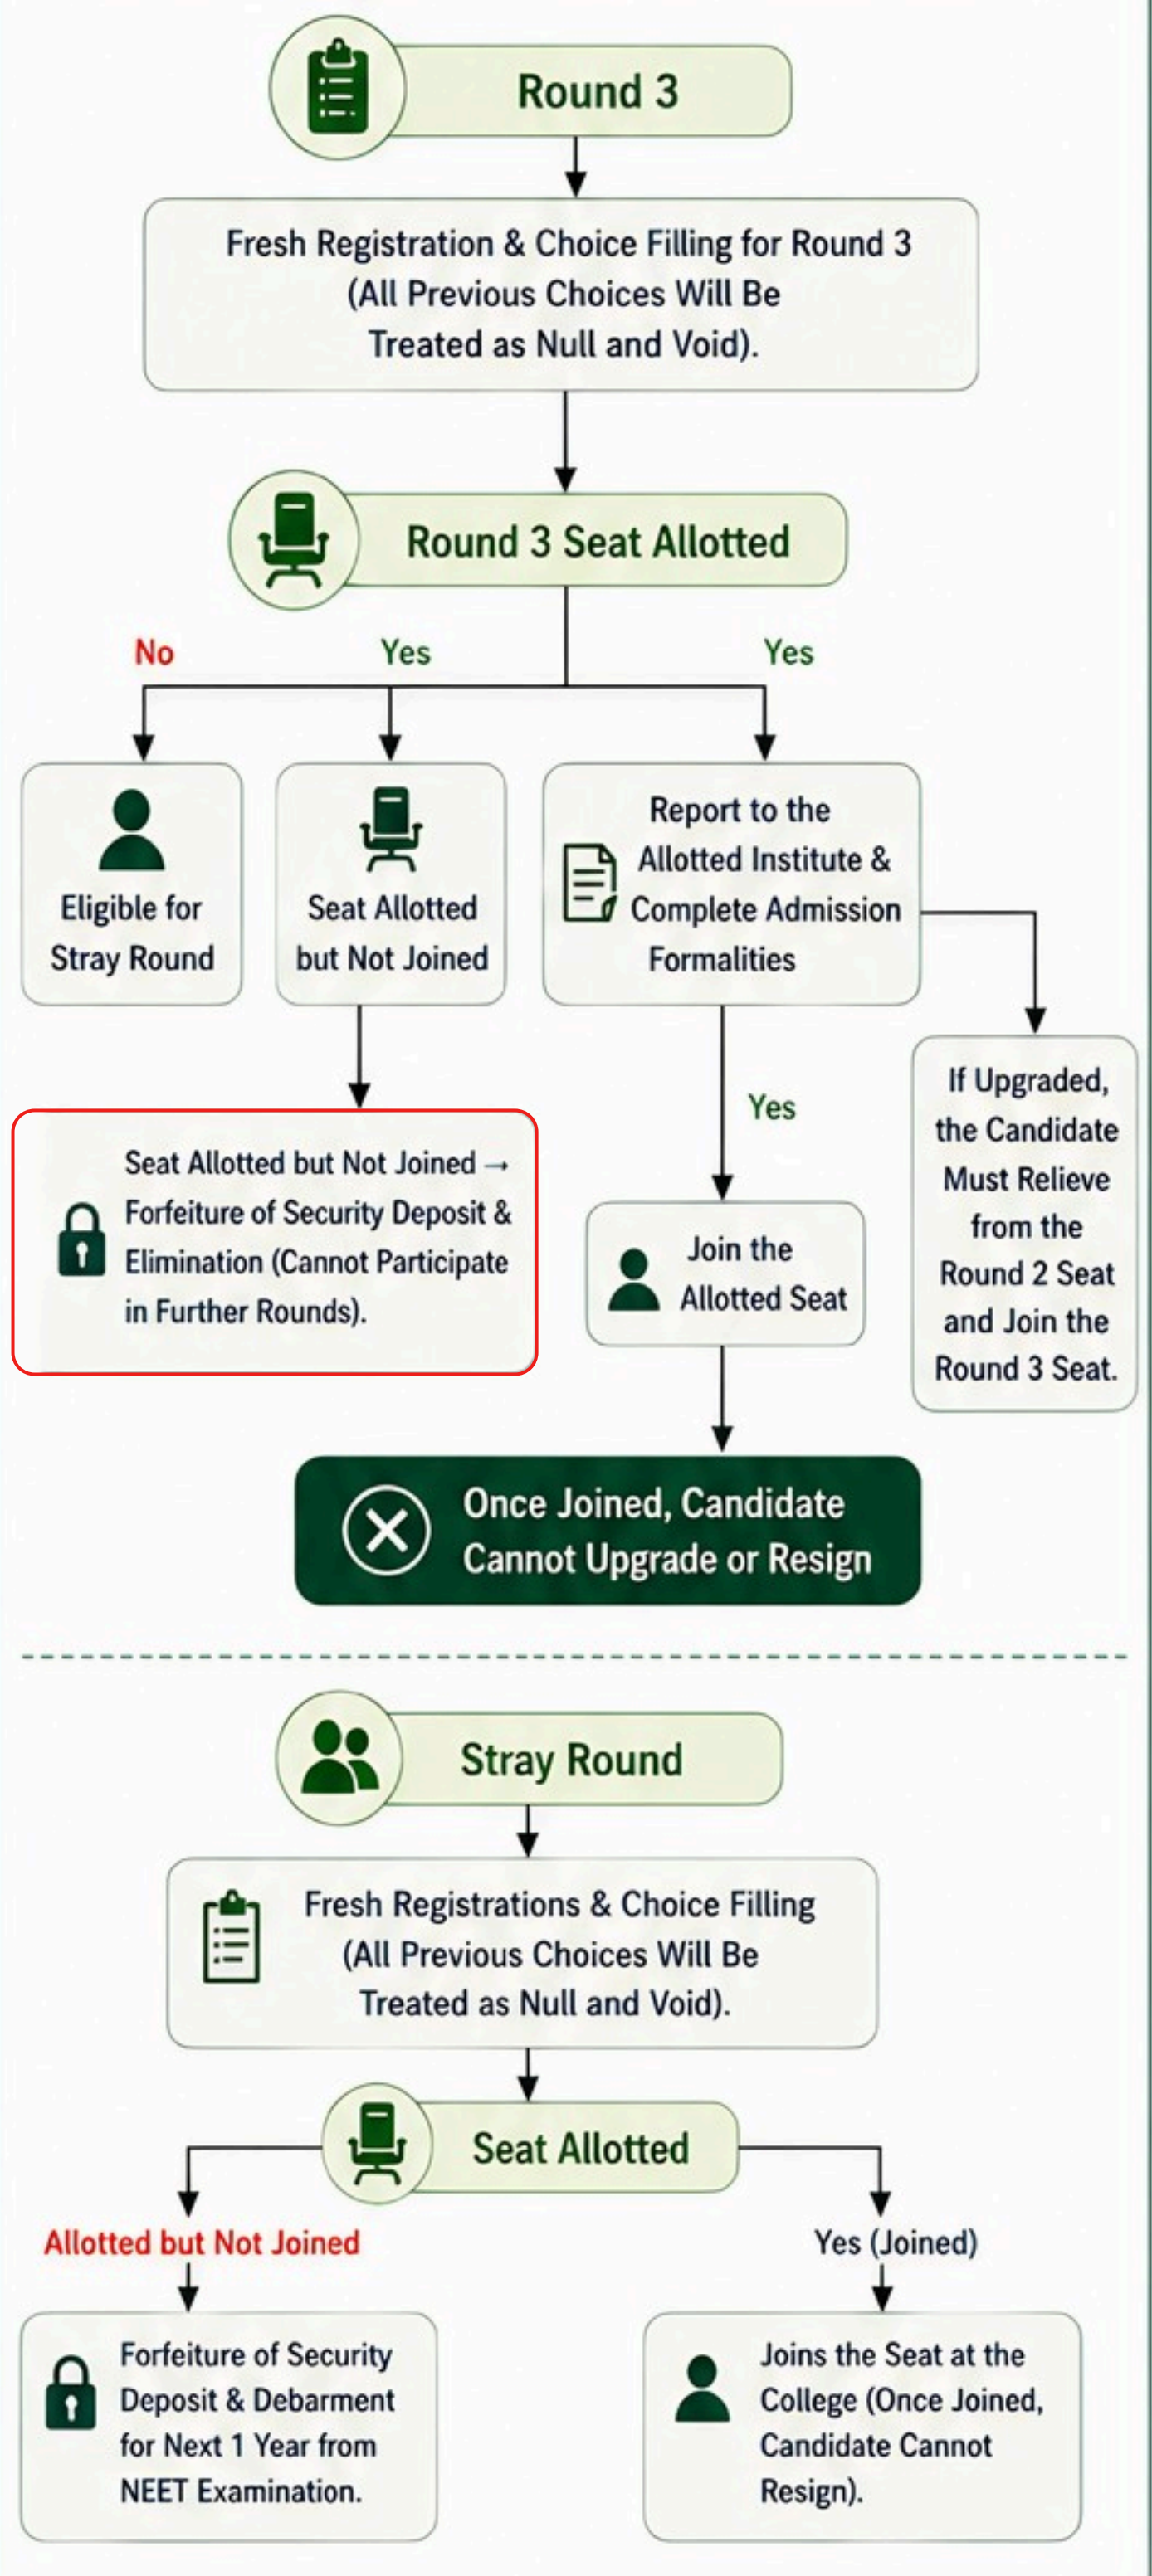 Round 3
Fresh Registration & Choice Filling for Round 3
(All Previous Choices Will Be
Treated as Null and Void).
Round 3 Seat Allotted
No
Yes
Yes
Eligible for
Stray Round
Seat Allotted
but Not Joined
Report to the
Allotted Institute &
Complete Admission
Formalities
Seat Allotted but Not Joined →
Forfeiture of Security Deposit &
Elimination (Cannot Participate
in Further Rounds).
Yes
Join the
Allotted Seat
If Upgraded,
the Candidate
Must Relieve
from the
Round 2 Seat
and Join the
Round 3 Seat.
Once Joined, Candidate
Cannot Upgrade or Resign
Stray Round
Fresh Registrations & Choice Filling
(All Previous Choices Will Be
Treated as Null and Void).
Seat Allotted
Allotted but Not Joined
Yes (Joined)
Forfeiture of Security
Deposit & Debarment
for Next 1 Year from
NEET Examination.
Joins the Seat at the
College (Once Joined,
Candidate Cannot
Resign).